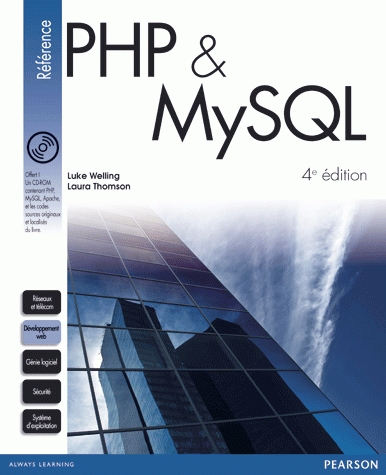 Référence
PHP &
MySQL
4e édition
Luke Welling
Laura Thomson
Offert !
Un CD-ROM
contenant PHP,
MySQL, Apache,
et les codes
sources originaux
et localisés
du livre.
Réseaux
et télécom
Développement
web
Génie logiciel
Sécurité
Système
d'exploitation
ALWAYS LEARNING
PEARSON